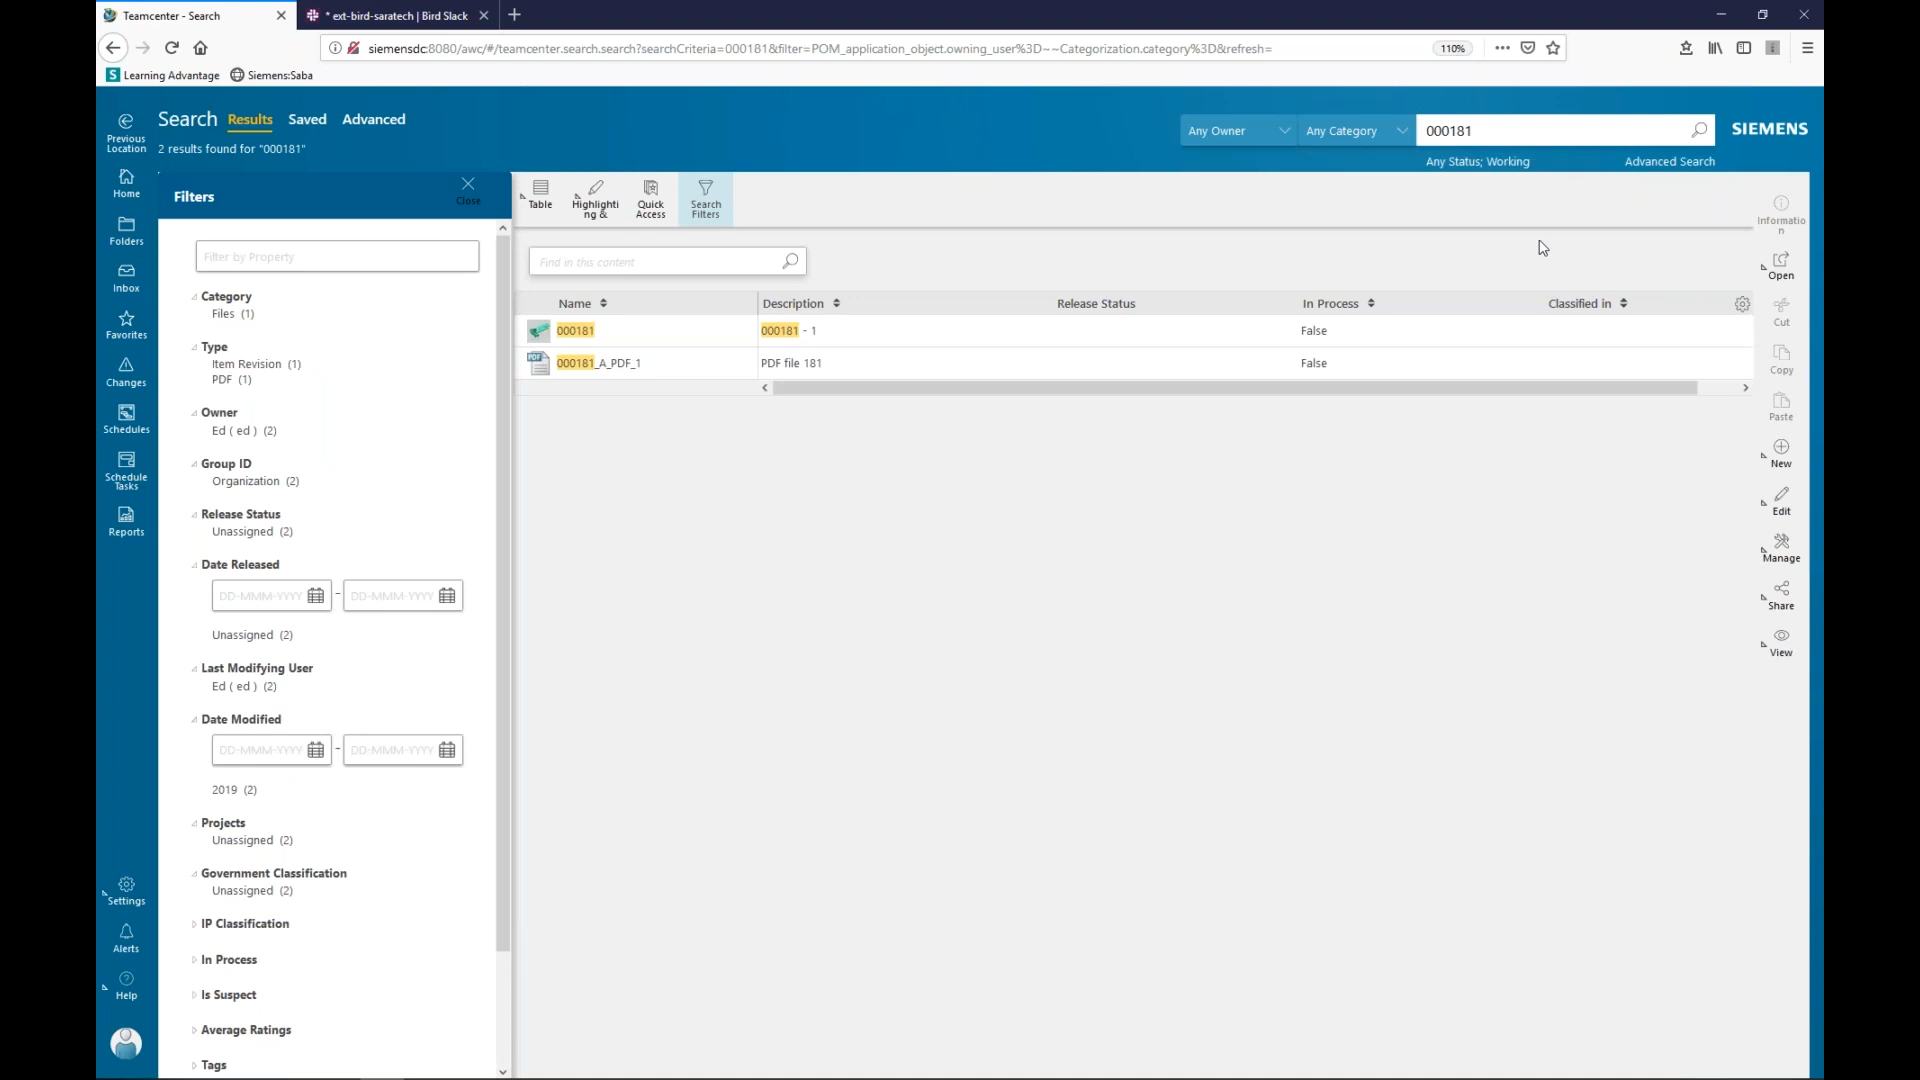 Teamcenter - Search
* ext-bird-saratech | Bird Slack
siemensdc:8080/awc/#/teamcenter.search.search?searchCriteria=000181&filter=POM_application_object.owning_user%3D~~Categorization.category%3D&refresh=
110%
S Learning Advantage
Siemens:Saba
Previous
Location
Search Results Saved Advanced
2 results found for "000181"
Any Owner
Any Category
000181
SIEMENS
Any Status; Working
Advanced Search
Home
Folders
Inbox
Favorites
Changes
Schedules
Schedule
Tasks
Reports
Settings
Alerts
Help
Filters
Close
Filter by Property
Category
Files (1)
Type
Item Revision (1)
PDF (1)
Owner
Ed ( ed ) (2)
Group ID
Organization (2)
Release Status
Unassigned (2)
Date Released
DD-MMM-YYYY - DD-MMM-YYYY
Unassigned (2)
Last Modifying User
Ed ( ed ) (2)
Date Modified
DD-MMM-YYYY - DD-MMM-YYYY
2019 (2)
Projects
Unassigned (2)
Government Classification
Unassigned (2)
IP Classification
In Process
Is Suspect
Average Ratings
Tags
Table
Highlighti
ng &
Quick
Access
Search
Filters
Find in this content
Name Description Release Status In Process Classified in
000181 000181 - 1 False
PDF 000181_A_PDF_1 PDF file 181 False
Informatio
n
Open
Cut
Copy
Paste
New
Edit
Manage
Share
View